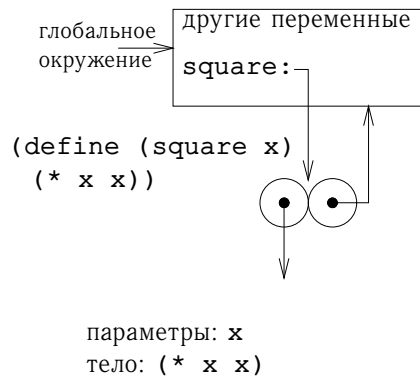 глобальное
окружение
другие переменные
square:
(define (square x)
(* x x))
параметры: x
тело: (* x x)